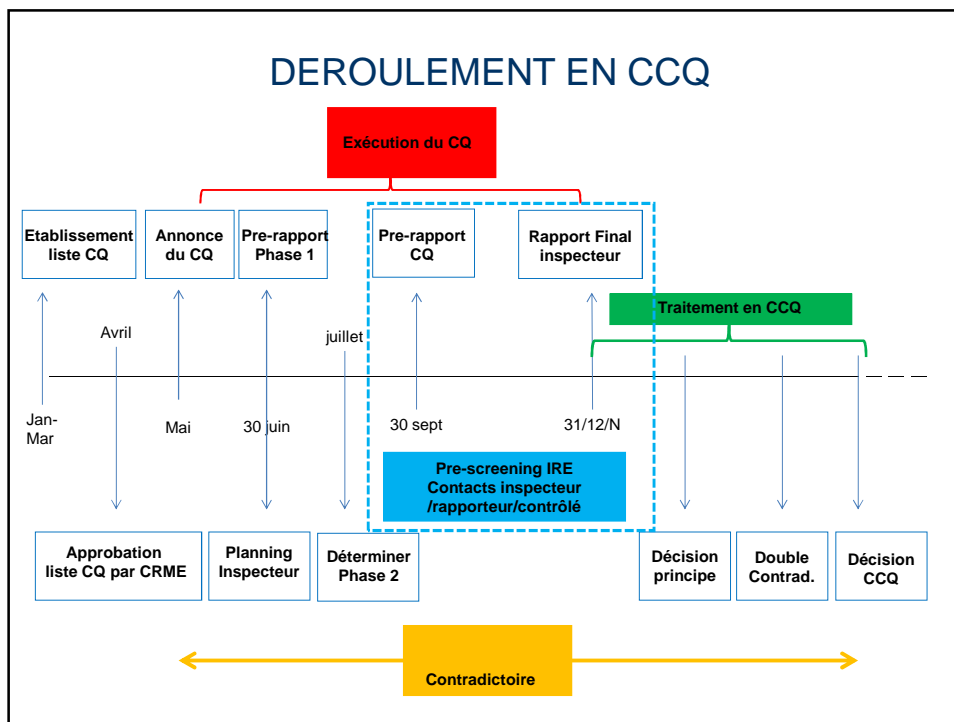 DEROULEMENT EN CCQ
Exécution du CQ
Etablissement
liste CQ
Annonce
du CQ
Pre-rapport
Phase 1
Pre-rapport
CQ
Rapport Final
inspecteur
Traitement en CCQ
Avril
juillet
Jan-
Mar
Mai
30 juin
30 sept
31/12/N
Pre-screening IRE
Contacts inspecteur
/rapporteur/contrôlé
Approbation
liste CQ par CRME
Planning
Inspecteur
Déterminer
Phase 2
Décision
principe
Double
Contrad.
Décision
CCQ
Contradictoire